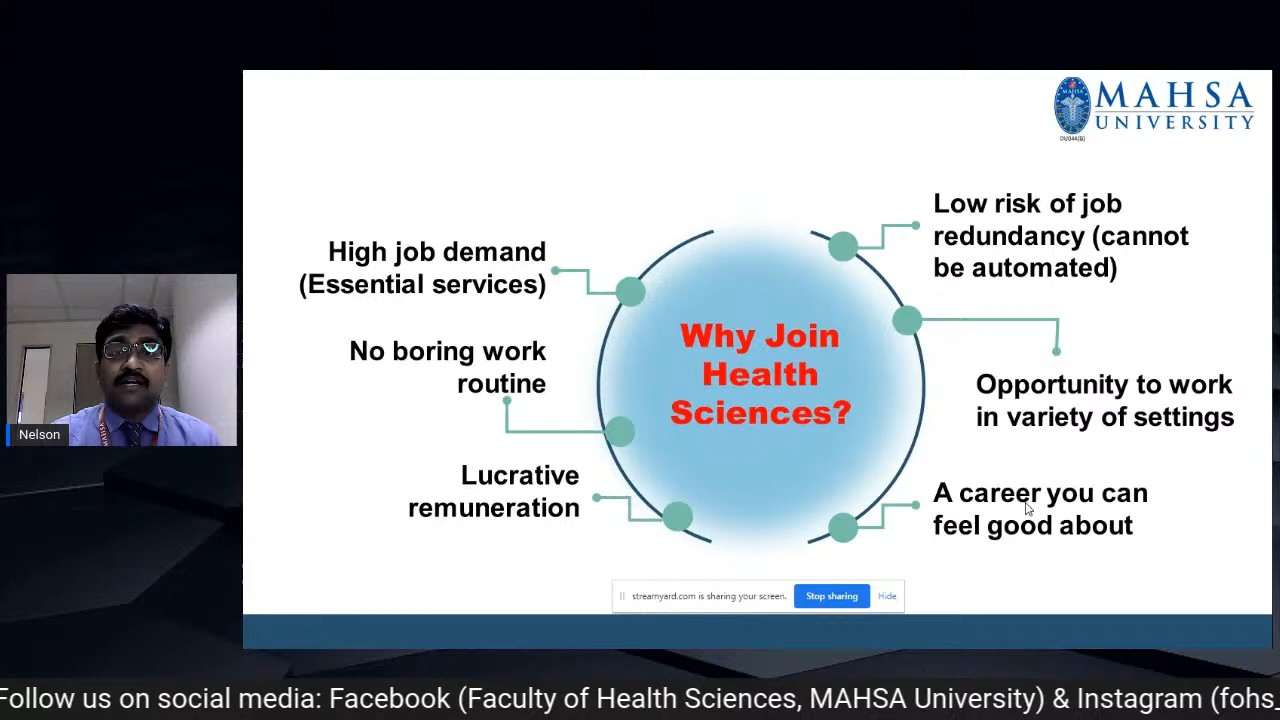 MAHSA
UNIVERSITY
DU044(B)
Low risk of job
redundancy (cannot
be automated)
High job demand
(Essential services)
Why Join
Health
Sciences?
No boring work
routine
Opportunity to work
in variety of settings
Lucrative
remuneration
A career you can
feel good about
Nelson
streamyard.com is sharing your screen.
Stop sharing
Hide
Follow us on social media: Facebook (Faculty of Health Sciences, MAHSA University) & Instagram (fohs_